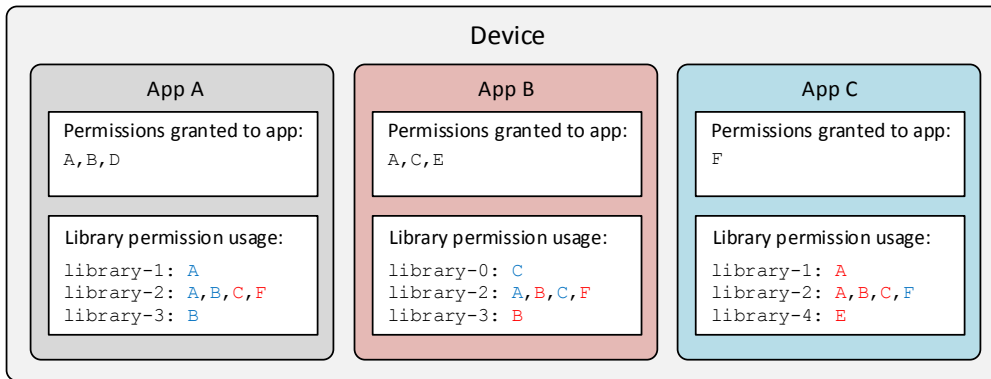 Device
App A
Permissions granted to app:
A,B,D
Library permission usage:
library-1: A
library-2: A,B,C,F
library-3: B
App B
Permissions granted to app:
A,C,E
Library permission usage:
library-0: C
library-2: A,B,C,F
library-3: B
App C
Permissions granted to app:
F
Library permission usage:
library-1: A
library-2: A,B,C,F
library-4: E